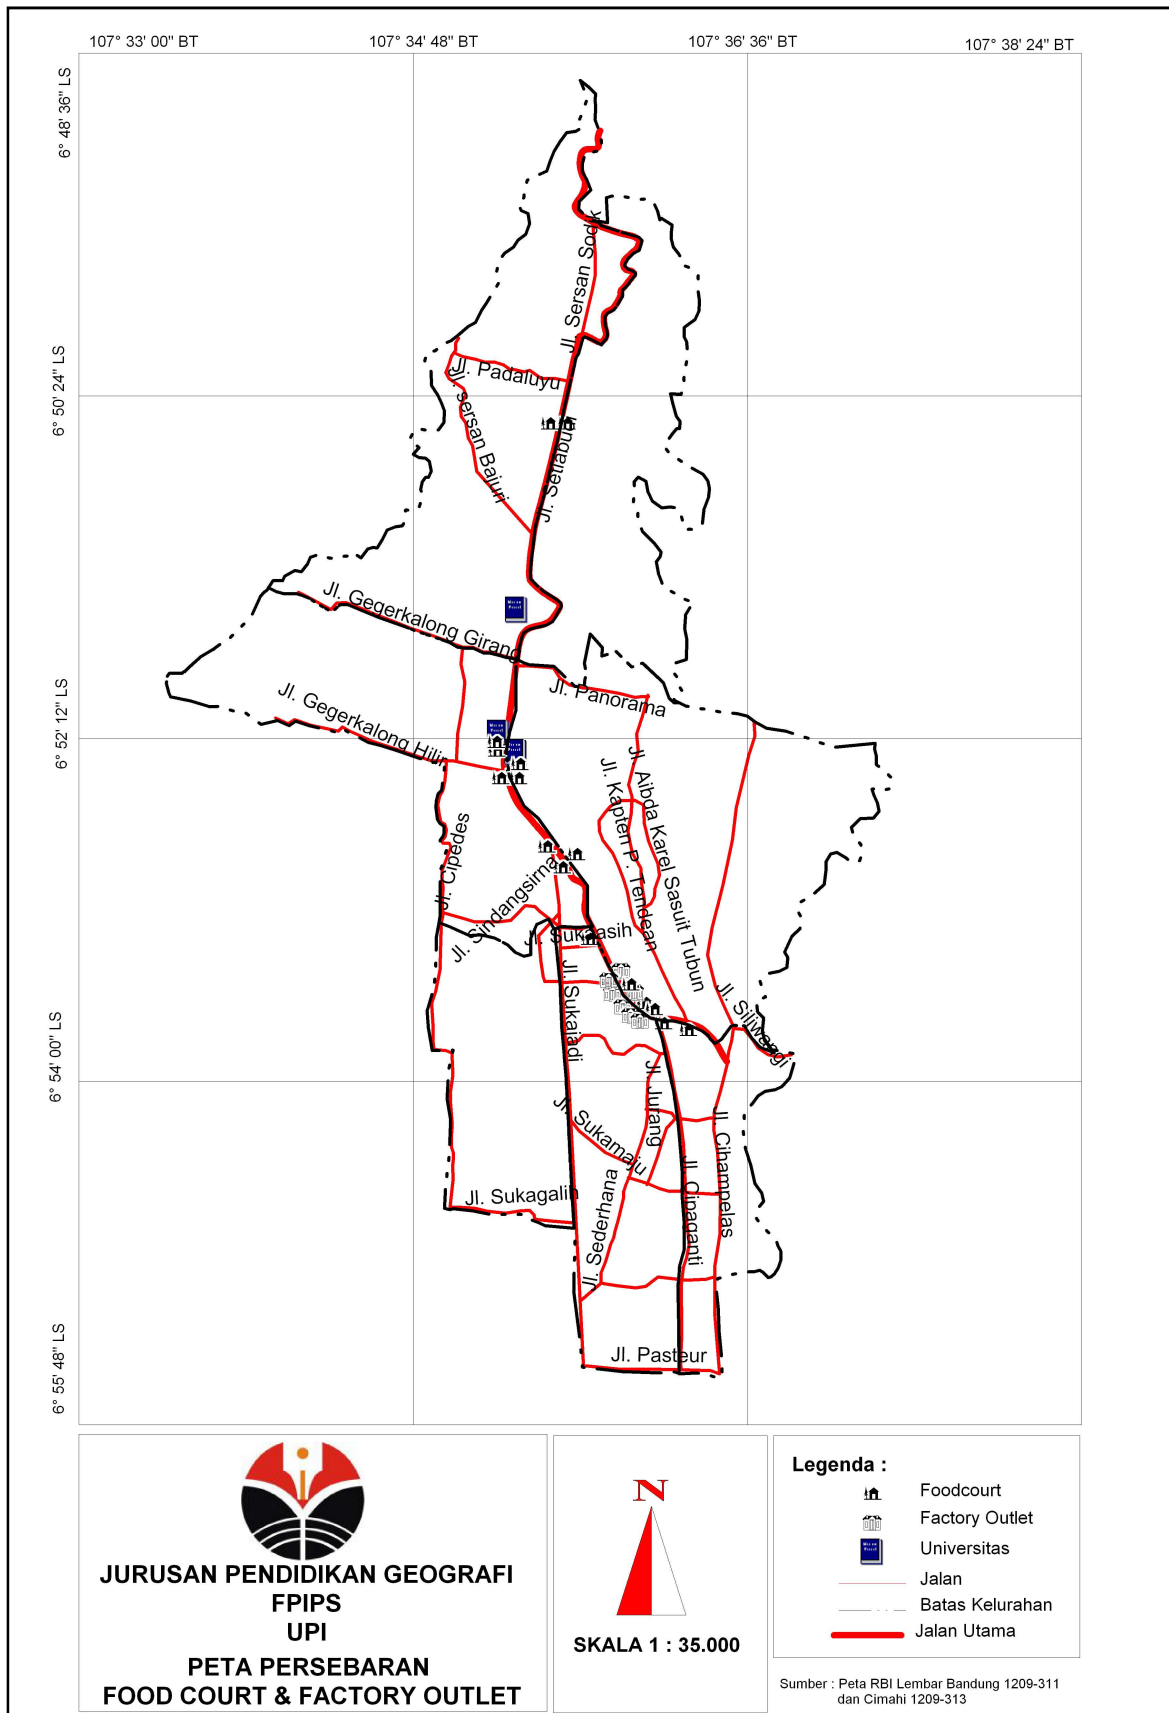 107° 33' 00" BT
107° 34' 48" BT
107° 36' 36" BT
107° 38' 24" BT
6° 48' 36" LS
6° 50' 24" LS
6° 52' 12" LS
6° 54' 00" LS
6° 55' 48" LS
Jl. Sersan Sodik
Jl. Padaluyu
Jl. sersan Bajuri
Jl. Setiabudi
Jl. Gegerkalong Girang
Jl. Panorama
Jl. Gegerkalong Hilir
Jl. Aibda Karel Sasuit Tubun
Jl. Kapten P. Tendean
Jl. Cipedes
Jl. Sindangsirna
Jl. Sukaasih
Jl. Sukajadi
Jl. Siliwangi
Jl. Jurang
Jl. Sukamaju
Jl. Cihampelas
Jl. Cipaganti
Jl. Sukagalih
Jl. Sederhana
Jl. Pasteur
JURUSAN PENDIDIKAN GEOGRAFI
FPIPS
UPI
PETA PERSEBARAN
FOOD COURT & FACTORY OUTLET
N
SKALA 1 : 35.000
Legenda :
Foodcourt
Factory Outlet
Universitas
Jalan
Batas Kelurahan
Jalan Utama
Sumber : Peta RBI Lembar Bandung 1209-311
dan Cimahi 1209-313